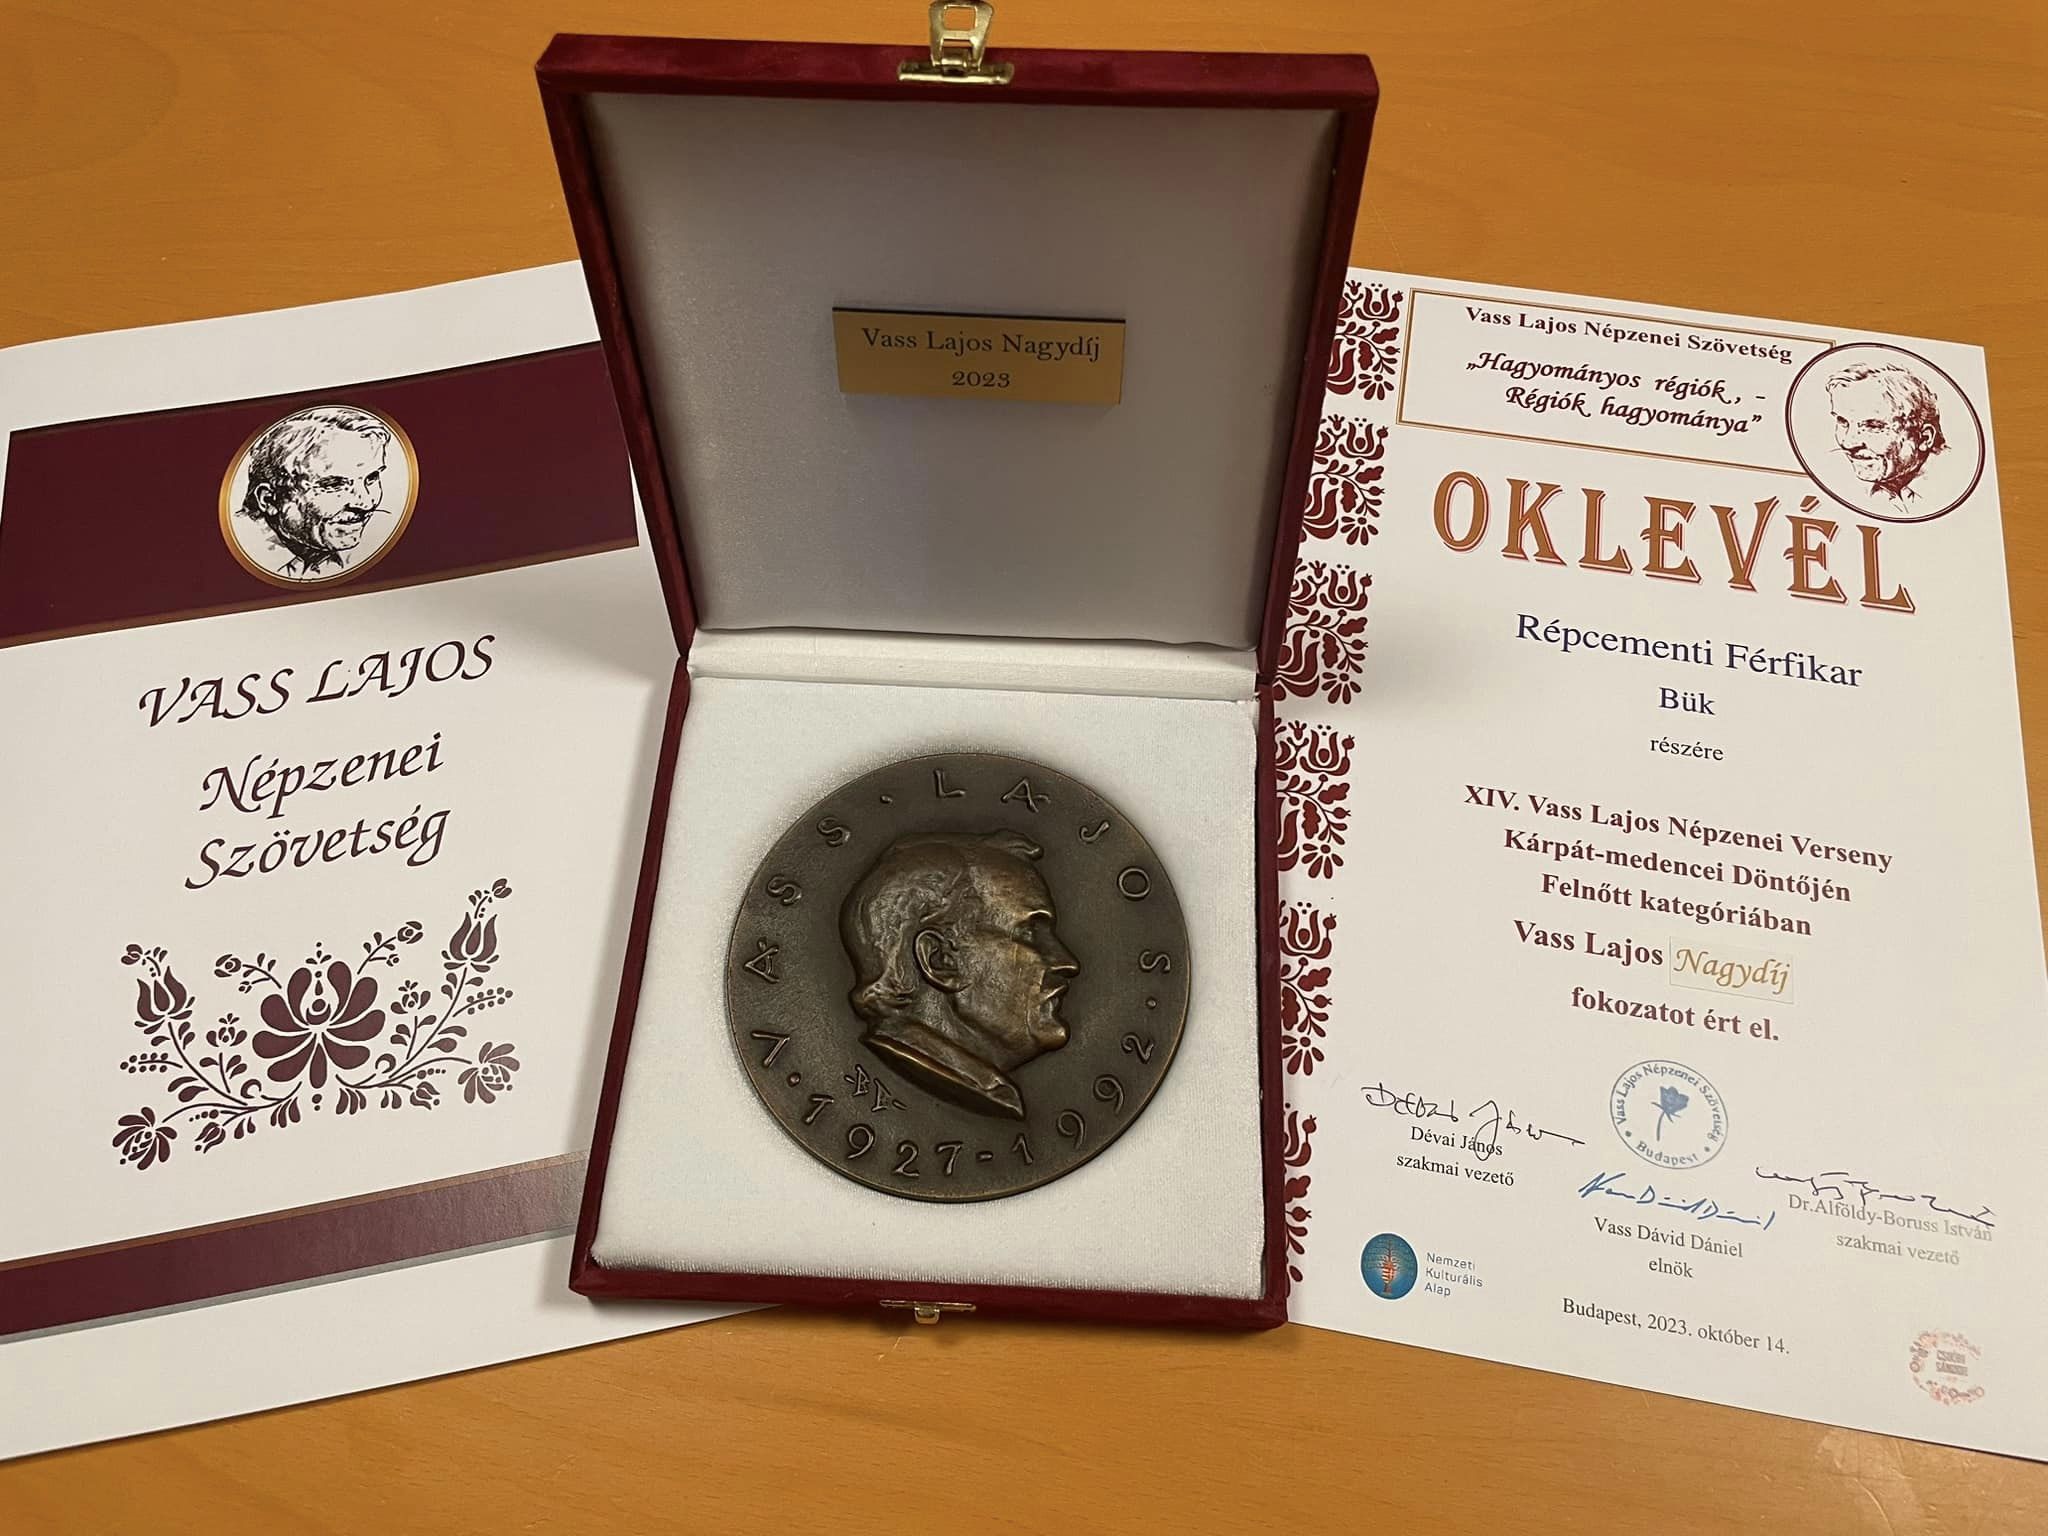 VASS LAJOS
Népzenei
Szövetség
Vass Lajos Nagydíj
2023
VASS · LAJOS · 1927-1992 ·
Vass Lajos Népzenei Szövetség
„Hagyományos régiók, -
Régiók hagyománya”
OKLEVÉL
Répcementi Férfikar
Bük
részére
XIV. Vass Lajos Népzenei Verseny
Kárpát-medencei Döntőjén
Felnőtt kategóriában
Vass Lajos Nagydíj
fokozatot ért el.
Vass Lajos Népzenei Szövetség
• Budapest •
Dévai János
szakmai vezető
Vass Dávid Dániel
elnök
Dr.Alföldy-Boruss István
szakmai vezető
Nemzeti
Kulturális
Alap
Budapest, 2023. október 14.
CSOÓRI
SÁNDOR